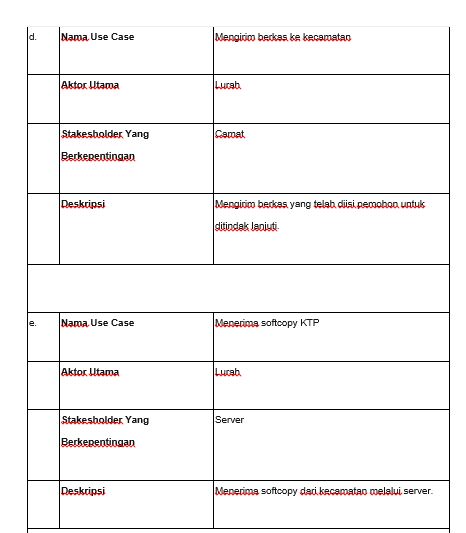 d. Nama Use Case Mengirim berkas ke kecamatan
Aktor Utama Lurah
Stakesholder Yang Camat
Berkepentingan
Deskripsi Mengirim berkas yang telah diisi pemohon untuk
ditindak lanjuti.
e. Nama Use Case Menerima softcopy KTP
Aktor Utama Lurah
Stakesholder Yang Server
Berkepentingan
Deskripsi Menerima softcopy dari kecamatan melalui server.